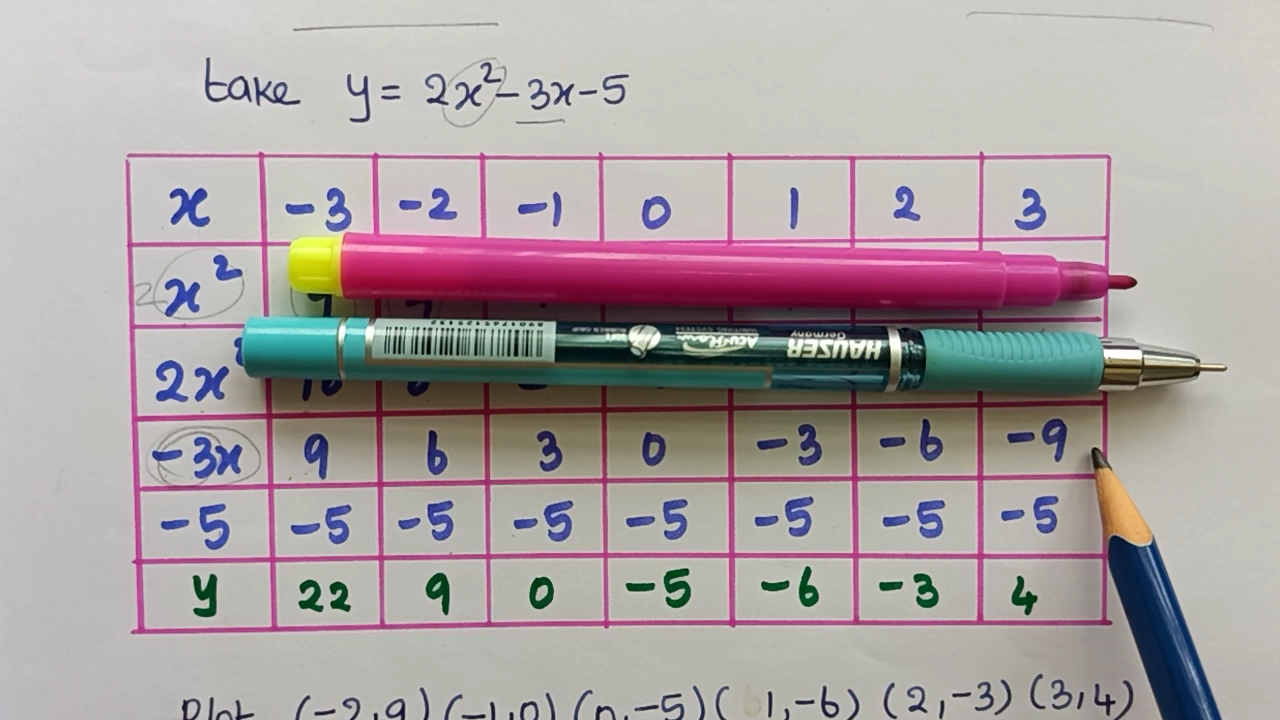 take y = 2x² - 3x - 5
x -3 -2 -1 0 1 2 3
2x²
HAUSER Germany
2x
-3x 9 6 3 0 -3 -6 -9
-5 -5 -5 -5 -5 -5 -5 -5
y 22 9 0 -5 -6 -3 4
Plot (-2,9) (-1,0) (0,-5) (1,-6) (2,-3) (3,4)